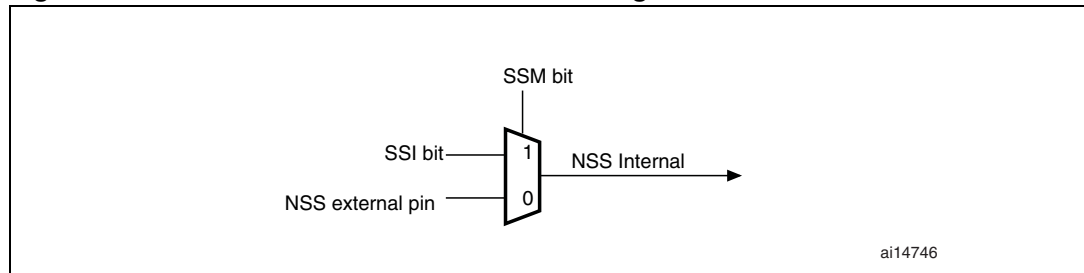 SSM bit
SSI bit
1
NSS Internal
NSS external pin
0
ai14746